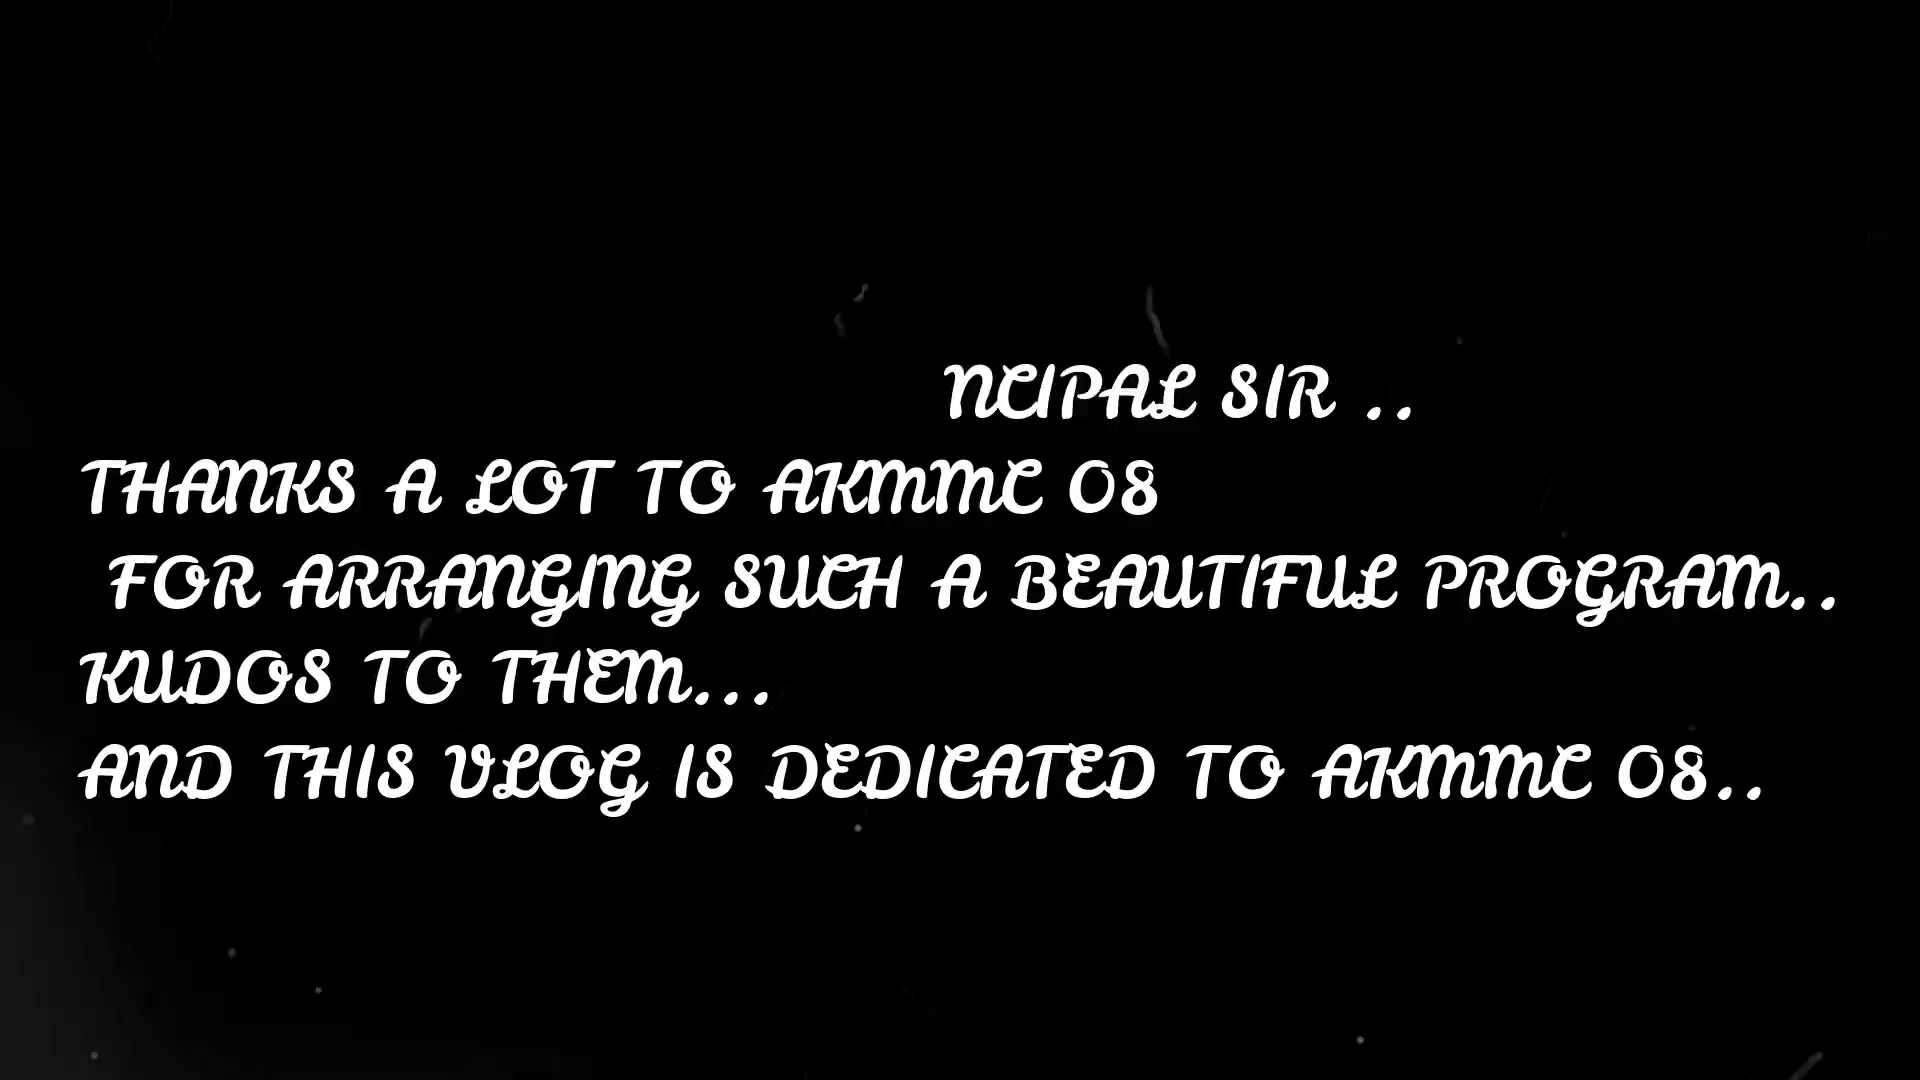 NCIPAL SIR ..
THANKS A LOT TO AKMMC 08
FOR ARRANGING SUCH A BEAUTIFUL PROGRAM..
KUDOS TO THEM...
AND THIS VLOG IS DEDICATED TO AKMMC 08..